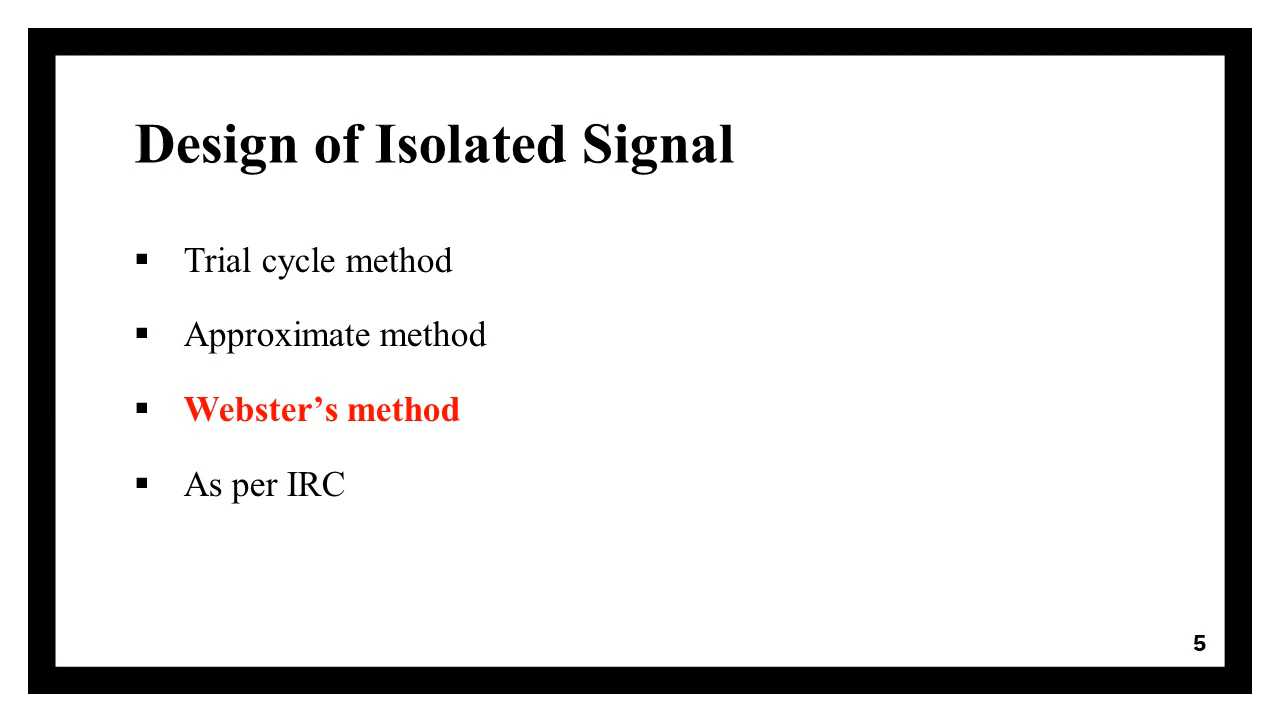 Design of Isolated Signal
▪ Trial cycle method
▪ Approximate method
▪ Webster’s method
▪ As per IRC
5